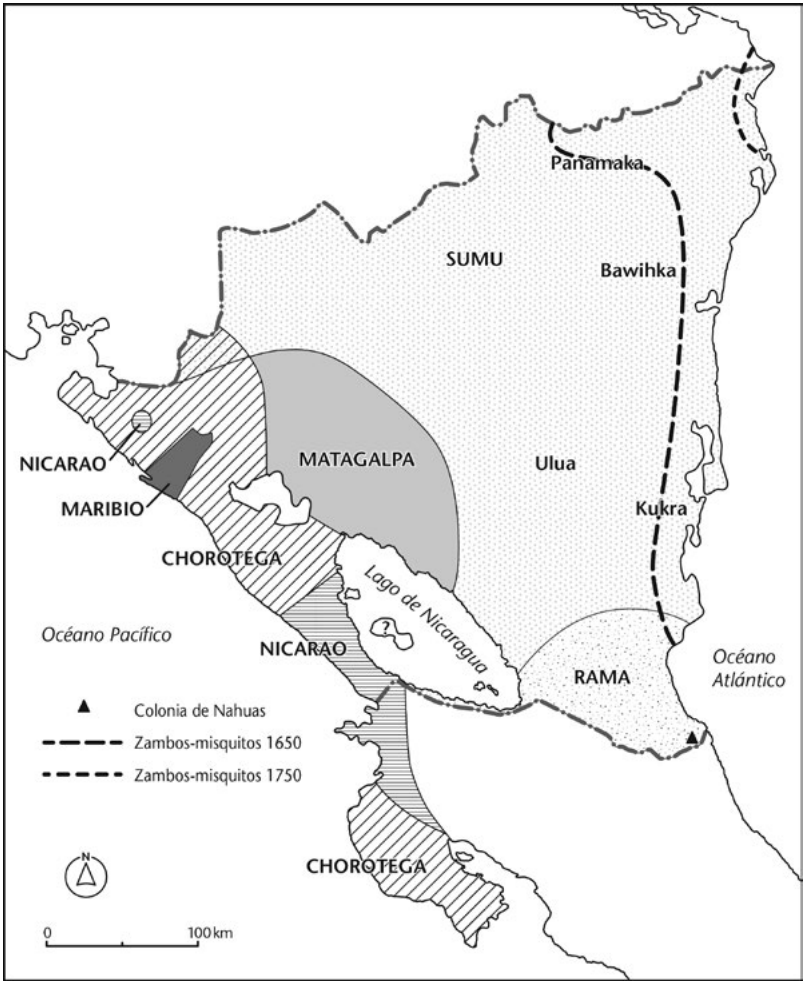 Panamaka
SUMU
Bawihka
NICARAO
MATAGALPA
Ulua
MARIBIO
Kukra
CHOROTEGA
Lago de Nicaragua
?
Océano Pacífico
NICARAO
RAMA
Océano
Atlántico
Colonia de Nahuas
Zambos-misquitos 1650
Zambos-misquitos 1750
N
CHOROTEGA
0 100 km